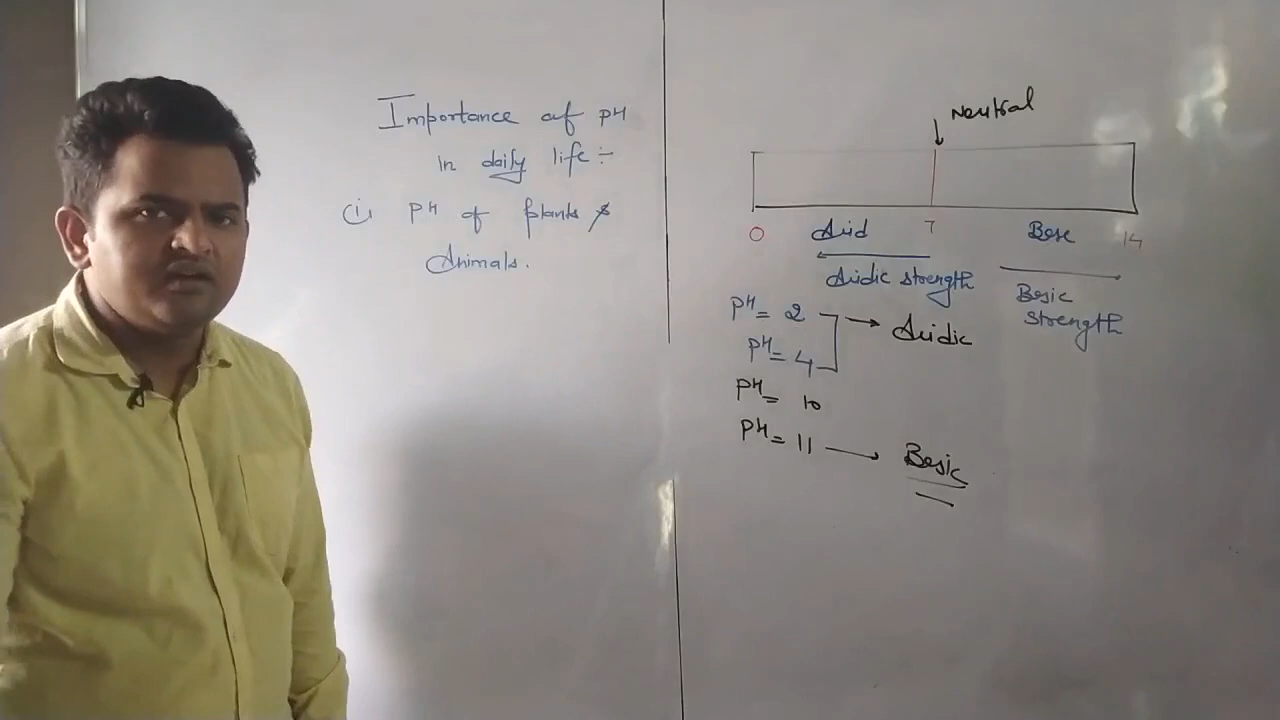 Importance of pH
in daily life :-
(i) pH of plants &
Animals.
Neutral
0 Acid 7 Base 14
Acidic strength
Basic
strength
pH = 2 → Acidic
pH = 4
pH = 10
pH = 11 → Basic